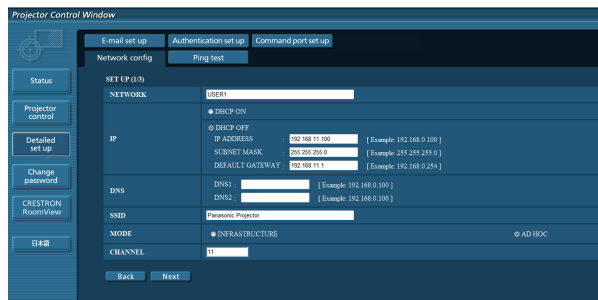 Projector Control Window
E-mail set up
Authentication set up
Command port set up
Network config
Ping test
Status
Projector control
Detailed set up
Change password
CRESTRON RoomView
日本語
SET UP (1/3)
NETWORK USER1
IP
DHCP ON
DHCP OFF
IP ADDRESS : 192.168.11.100 [ Example: 192.168.0.100 ]
SUBNET MASK : 255.255.255.0 [ Example: 255.255.255.0 ]
DEFAULT GATEWAY : 192.168.11.1 [ Example: 192.168.0.254 ]
DNS
DNS1 : [ Example: 192.168.0.100 ]
DNS2 : [ Example: 192.168.0.100 ]
SSID Panasonic Projector
MODE INFRASTRUCTURE AD HOC
CHANNEL 11
Back Next